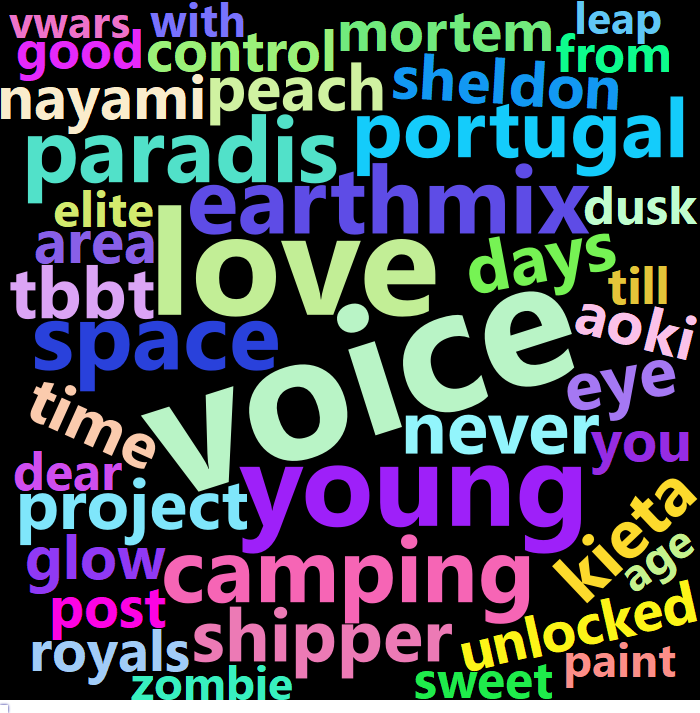 vwars with leap
good control mortem from
nayami peach sheldon
paradis portugal
elite earthmix dusk
area love days
tbbt till
space voice aoki
time eye
never you
dear young
project kieta
glow camping age
post unlocked
royals shipper paint
zombie sweet